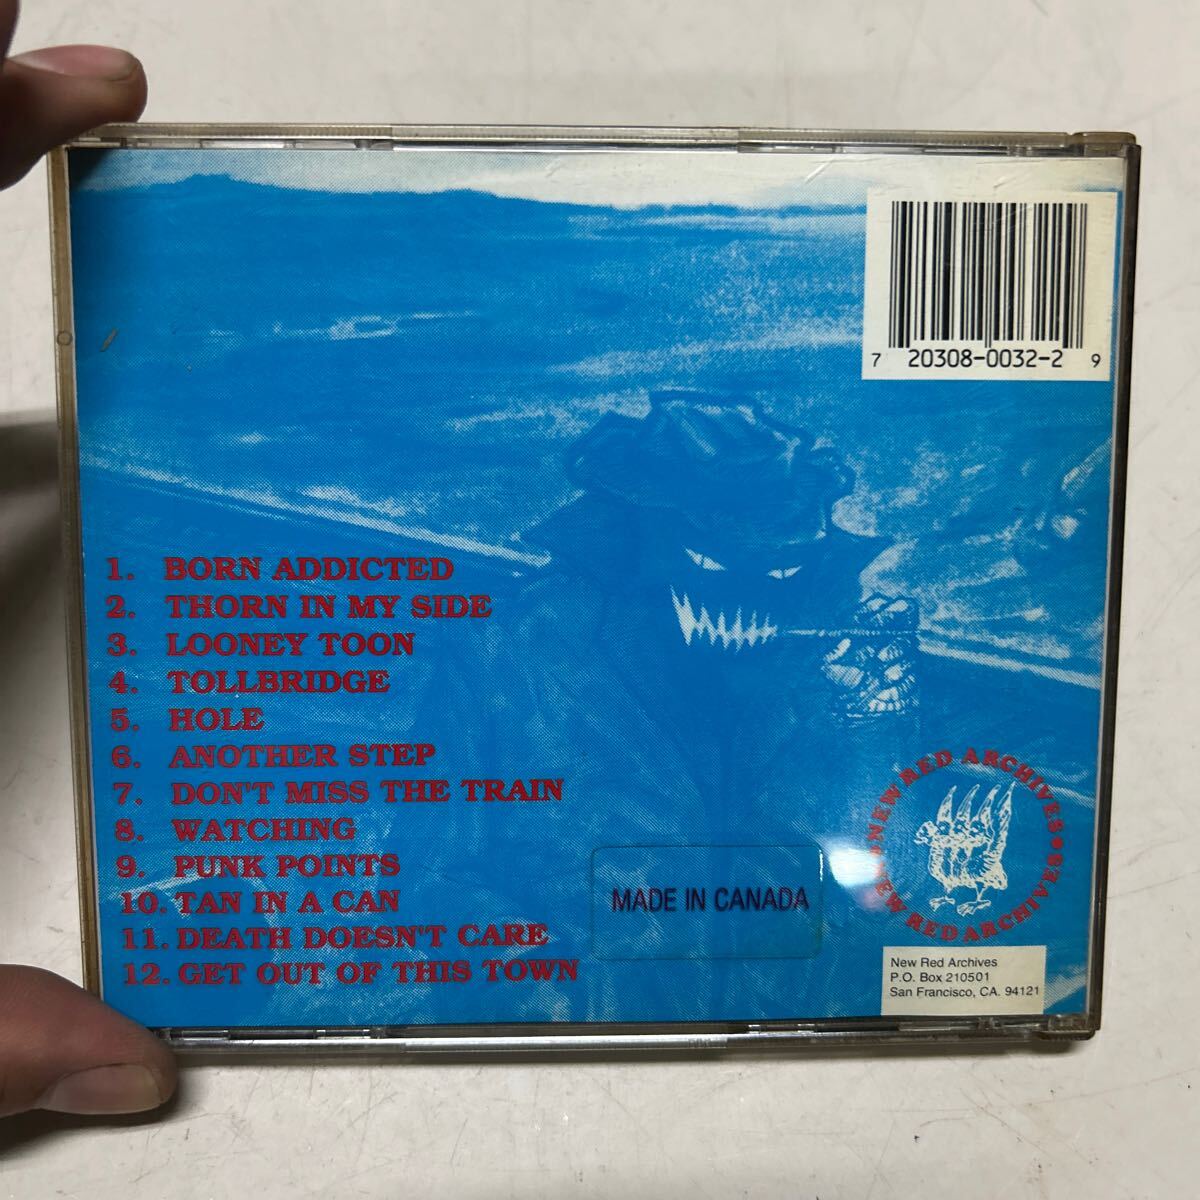 7 20308-0032-2 9
1. BORN ADDICTED
2. THORN IN MY SIDE
3. LOONEY TOON
4. TOLLBRIDGE
5. HOLE
6. ANOTHER STEP
7. DON'T MISS THE TRAIN
8. WATCHING
9. PUNK POINTS
10. TAN IN A CAN
11. DEATH DOESN'T CARE
12. GET OUT OF THIS TOWN
MADE IN CANADA
NEW RED ARCHIVES
NEW RED ARCHIVES
New Red Archives
P.O. Box 210501
San Francisco, CA. 94121